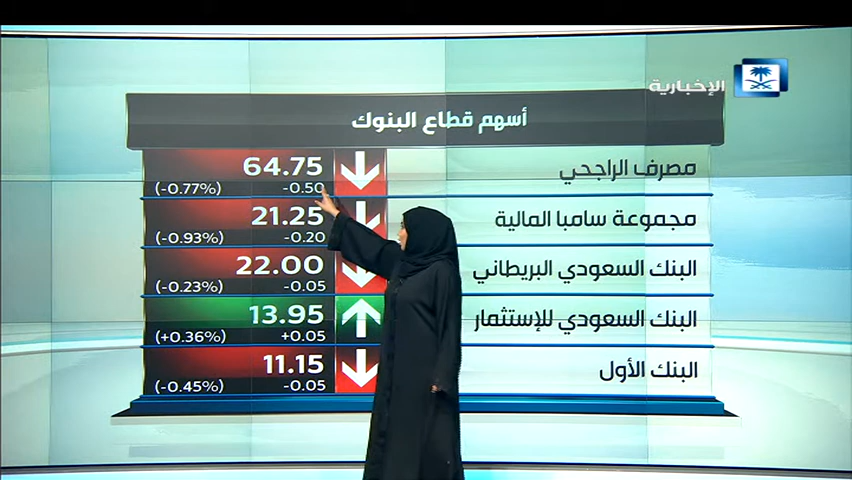 الإخبارية
أسهم قطاع البنوك
مصرف الراجحي 64.75
-0.50 (-0.77%)
مجموعة سامبا المالية 21.25
-0.20 (-0.93%)
البنك السعودي البريطاني 22.00
-0.05 (-0.23%)
البنك السعودي للإستثمار 13.95
+0.05 (+0.36%)
البنك الأول 11.15
-0.05 (-0.45%)